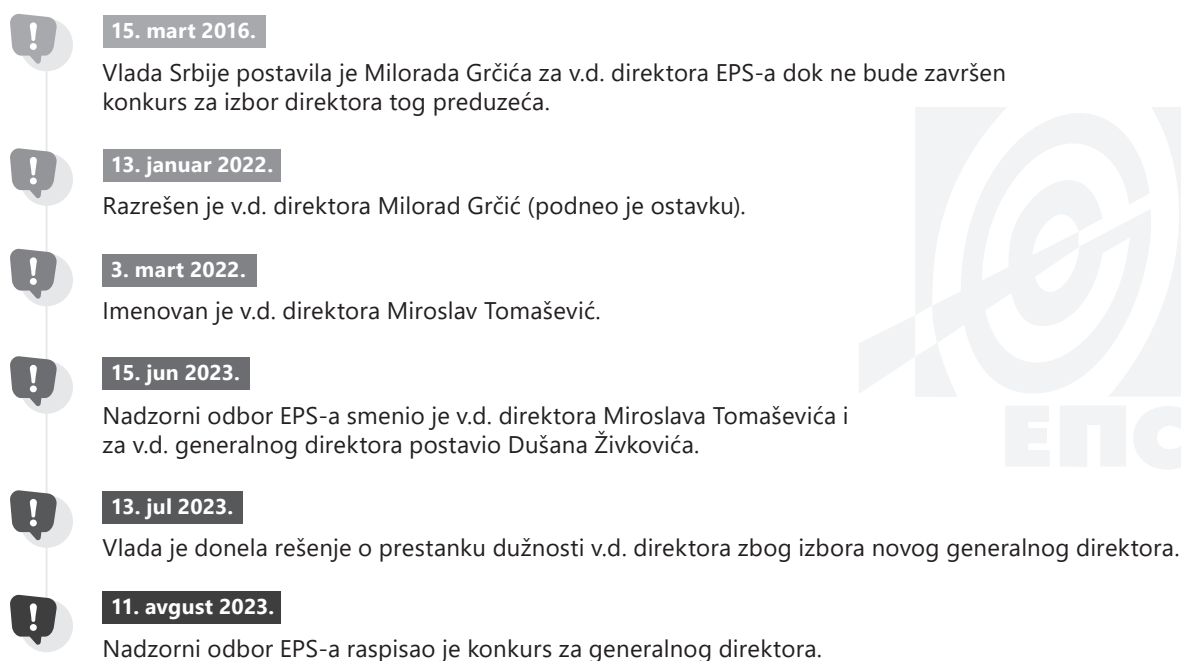 15. mart 2016.
Vlada Srbije postavila je Milorada Grčića za v.d. direktora EPS-a dok ne bude završen
konkurs za izbor direktora tog preduzeća.
13. januar 2022.
Razrešen je v.d. direktora Milorad Grčić (podneo je ostavku).
3. mart 2022.
Imenovan je v.d. direktora Miroslav Tomašević.
15. jun 2023.
Nadzorni odbor EPS-a smenio je v.d. direktora Miroslava Tomaševića i
za v.d. generalnog direktora postavio Dušana Živkovića.
ЕПС
13. jul 2023.
Vlada je donela rešenje o prestanku dužnosti v.d. direktora zbog izbora novog generalnog direktora.
11. avgust 2023.
Nadzorni odbor EPS-a raspisao je konkurs za generalnog direktora.